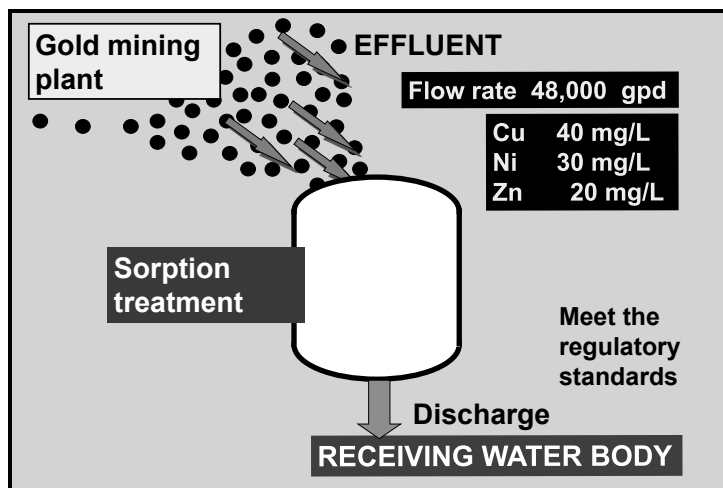 Gold mining
plant
EFFLUENT
Flow rate 48,000 gpd
Cu 40 mg/L
Ni 30 mg/L
Zn 20 mg/L
Sorption
treatment
Meet the
regulatory
standards
Discharge
RECEIVING WATER BODY